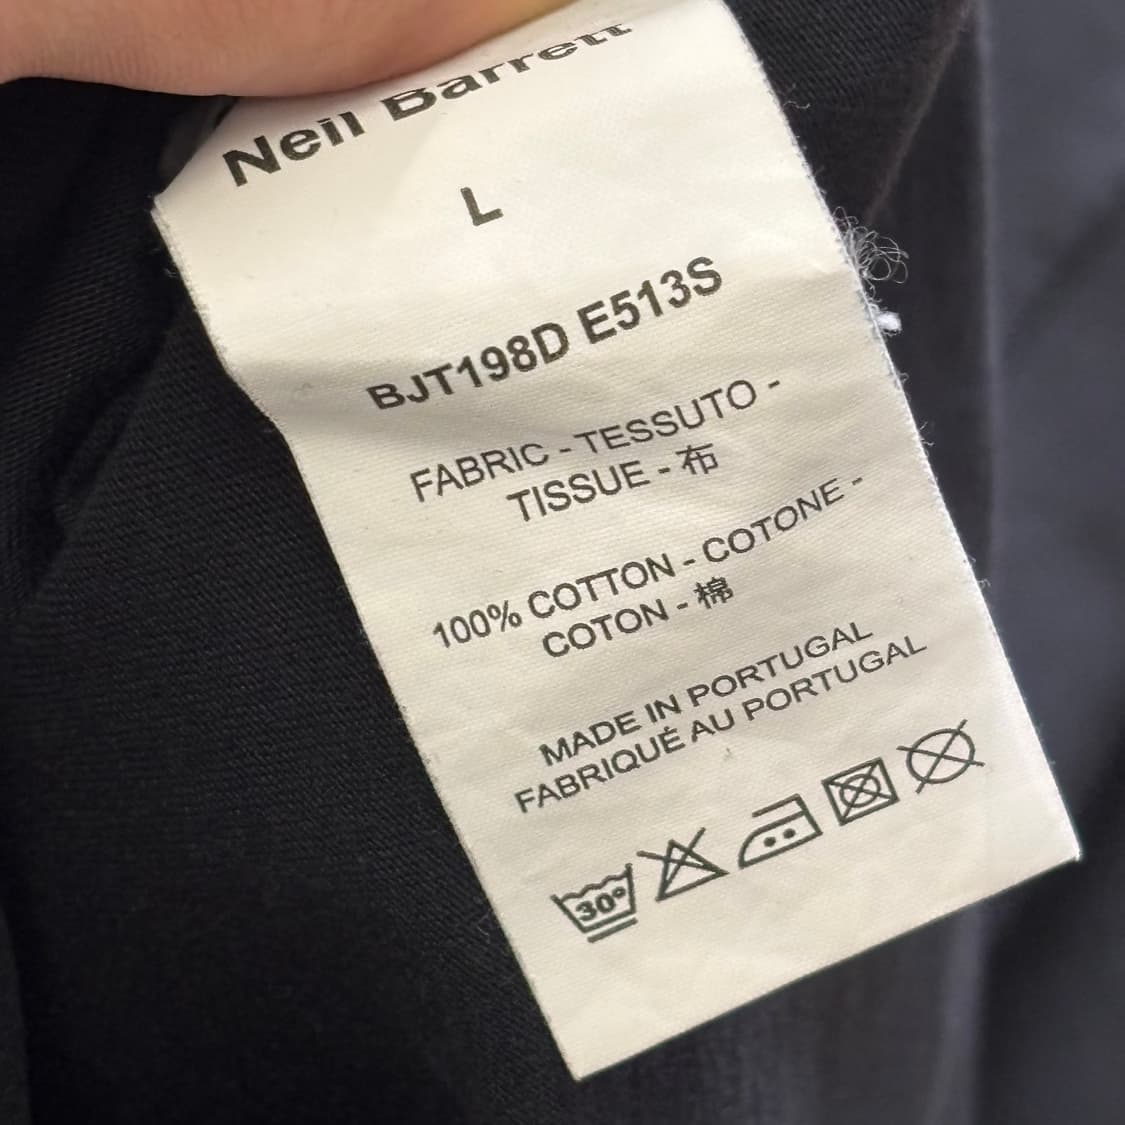 Neil Barrett
L
BJT198D E513S
FABRIC - TESSUTO -
TISSUE - 布
100% COTTON - COTONE -
COTON - 棉
MADE IN PORTUGAL
FABRIQUÉ AU PORTUGAL
30°